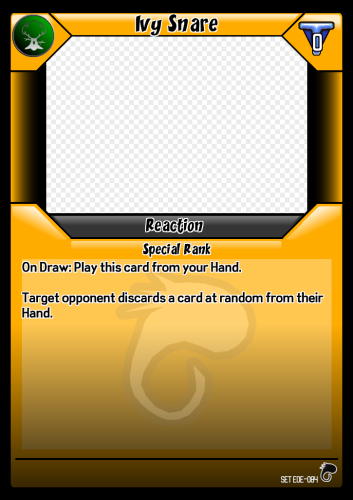 Ivy Snare
0
Reaction
Special Rank
On Draw: Play this card from your Hand.
Target opponent discards a card at random from their
Hand.
SET EDE-084